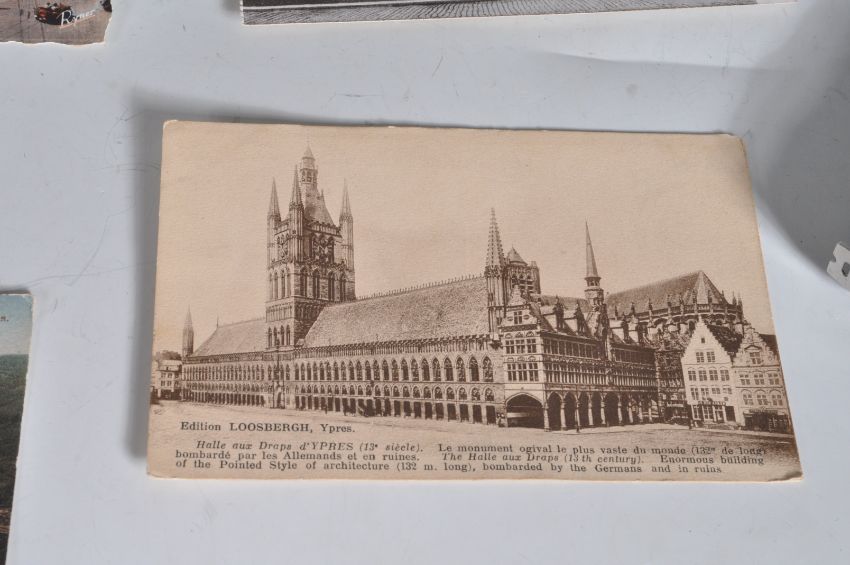 Edition LOOSBERGH, Ypres.
Halle aux Draps d'YPRES (13e siècle). Le monument ogival le plus vaste du monde (132m de long)
bombardé par les Allemands et en ruines. The Halle aux Draps (13 th century). Enormous building
of the Pointed Style of architecture (132 m. long), bombarded by the Germans and in ruins